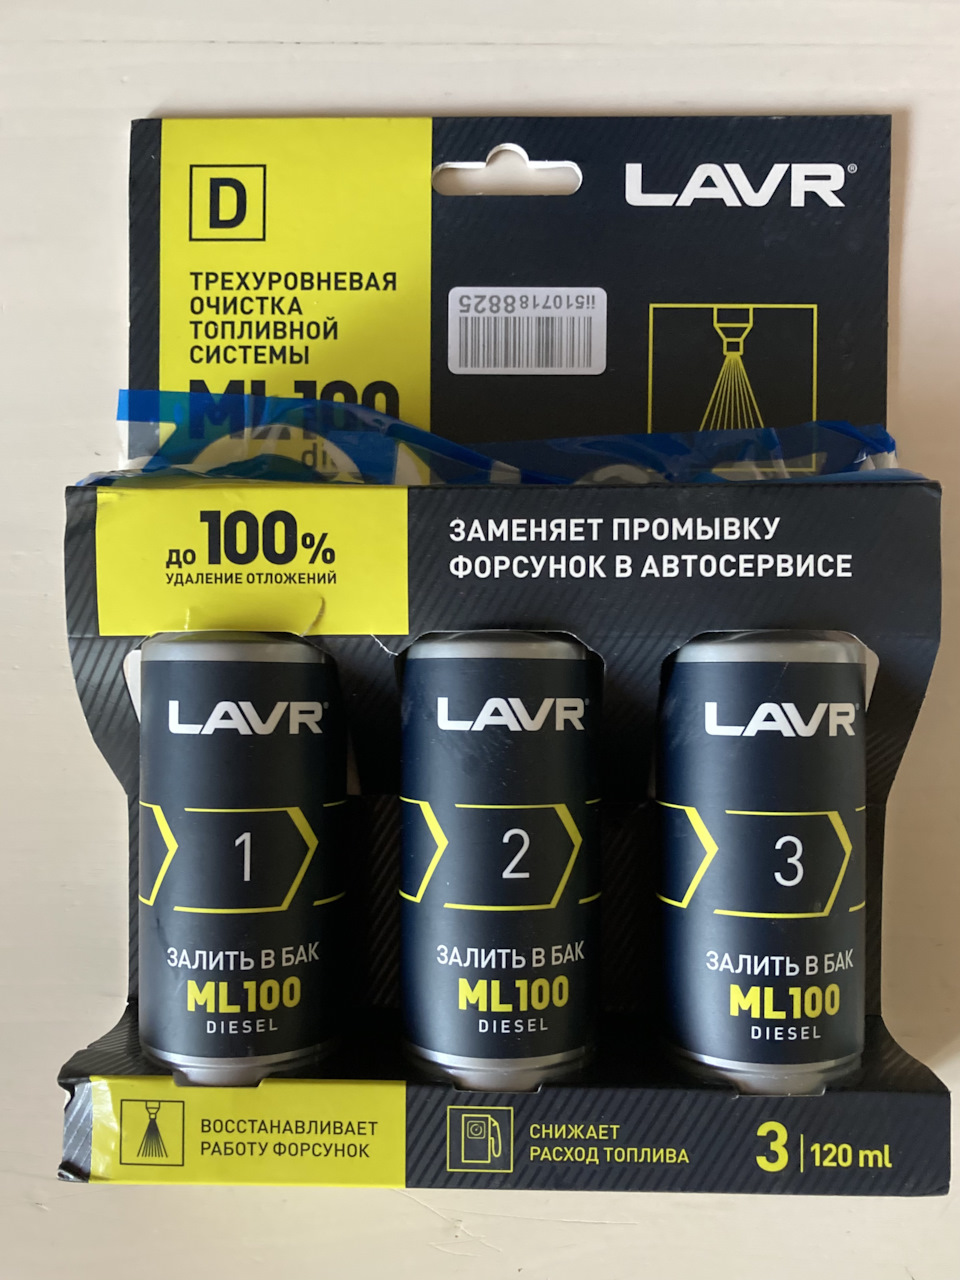 D
LAVR®
ТРЕХУРОВНЕВАЯ
ОЧИСТКА
ТОПЛИВНОЙ
СИСТЕМЫ
ML100
ii5107188825
ДО 100%
УДАЛЕНИЕ ОТЛОЖЕНИЙ
ЗАМЕНЯЕТ ПРОМЫВКУ
ФОРСУНОК В АВТОСЕРВИСЕ
LAVR®
1
ЗАЛИТЬ В БАК
ML100
DIESEL
LAVR®
2
ЗАЛИТЬ В БАК
ML100
DIESEL
LAVR®
3
ЗАЛИТЬ В БАК
ML100
DIESEL
ВОССТАНАВЛИВАЕТ
РАБОТУ ФОРСУНОК
СНИЖАЕТ
РАСХОД ТОПЛИВА
3 | 120 ml